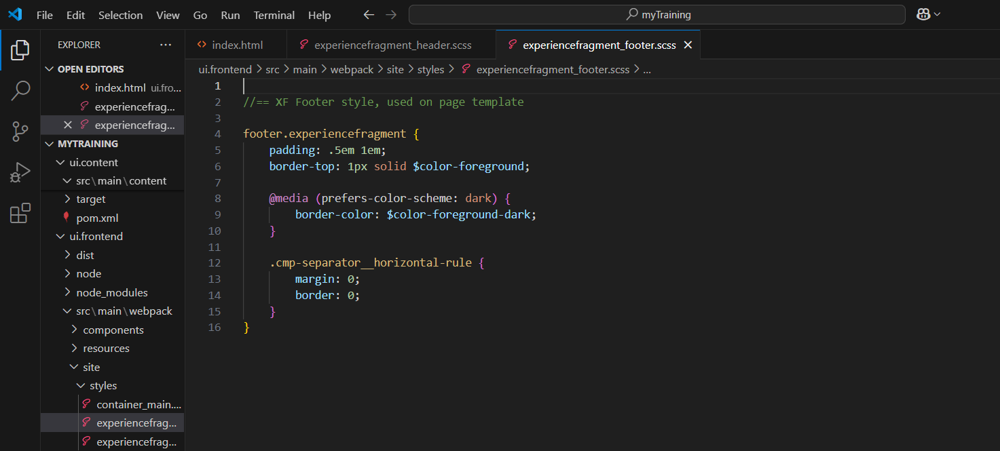 File Edit Selection View Go Run Terminal Help
myTraining
EXPLORER
OPEN EDITORS
index.html ui.fro...
experiencefrag...
experiencefrag...
MYTRAINING
ui.content
src\main\content
target
pom.xml
ui.frontend
dist
node
node_modules
src\main\webpack
components
resources
site
styles
container_main....
experiencefrag...
experiencefrag...
index.html experiencefragment_header.scss experiencefragment_footer.scss
ui.frontend > src > main > webpack > site > styles > experiencefragment_footer.scss > ...
1
2 //== XF Footer style, used on page template
3
4 footer.experiencefragment {
5 padding: .5em 1em;
6 border-top: 1px solid $color-foreground;
7
8 @media (prefers-color-scheme: dark) {
9 border-color: $color-foreground-dark;
10 }
11
12 .cmp-separator__horizontal-rule {
13 margin: 0;
14 border: 0;
15 }
16 }